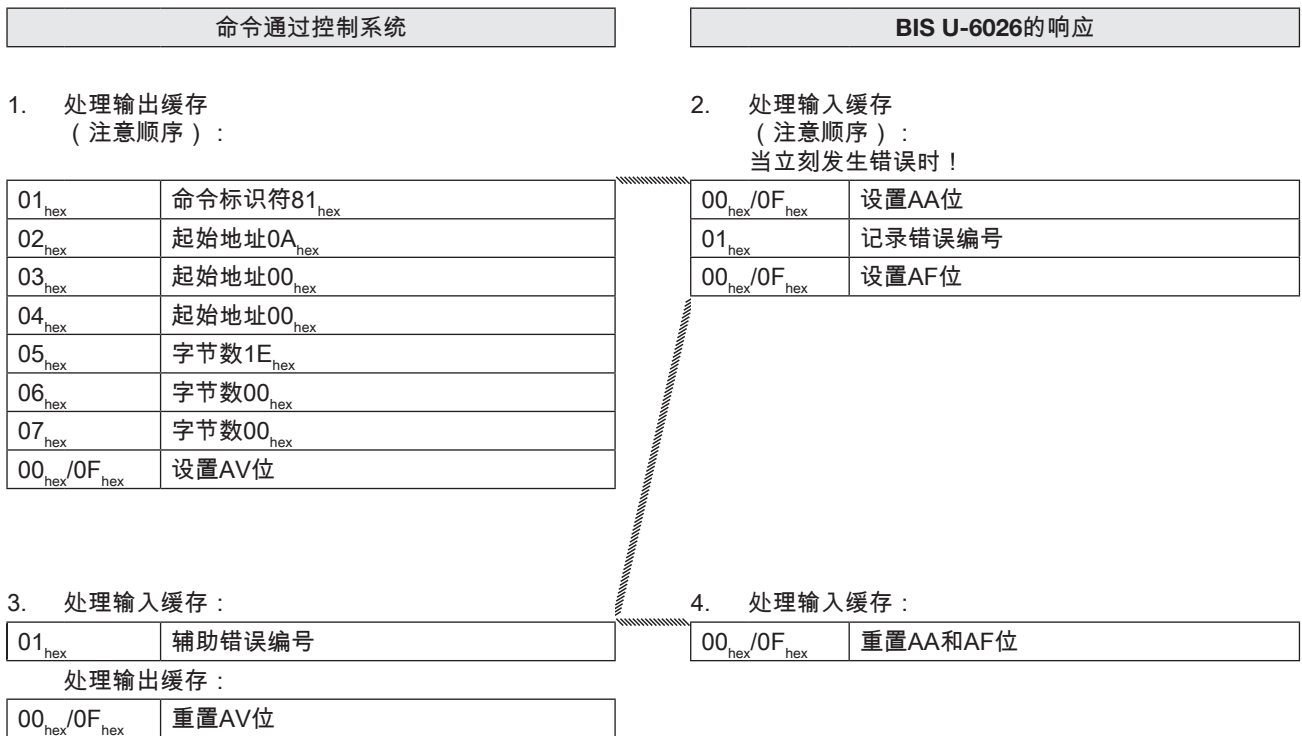 命令通过控制系统
BIS U-6026的响应
1. 处理输出缓存
（注意顺序）：
01hex 命令标识符81hex
02hex 起始地址0Ahex
03hex 起始地址00hex
04hex 起始地址00hex
05hex 字节数1Ehex
06hex 字节数00hex
07hex 字节数00hex
00hex/0Fhex 设置AV位
2. 处理输入缓存
（注意顺序）：
当立刻发生错误时！
00hex/0Fhex 设置AA位
01hex 记录错误编号
00hex/0Fhex 设置AF位
3. 处理输入缓存：
01hex 辅助错误编号
处理输出缓存：
00hex/0Fhex 重置AV位
4. 处理输入缓存：
00hex/0Fhex 重置AA和AF位